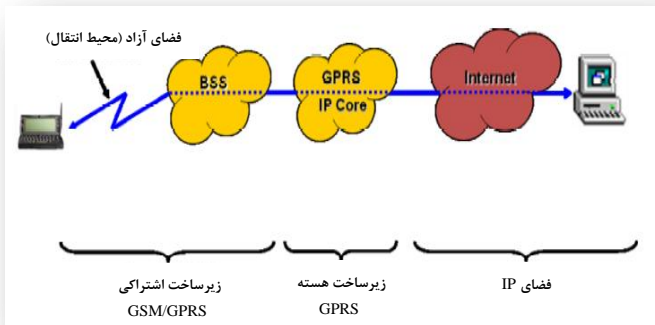 فضای آزاد (محیط انتقال)
BSS
GPRS
IP Core
Internet
زیرساخت اشتراکی
GSM/GPRS
زیرساخت هسته
GPRS
فضای IP